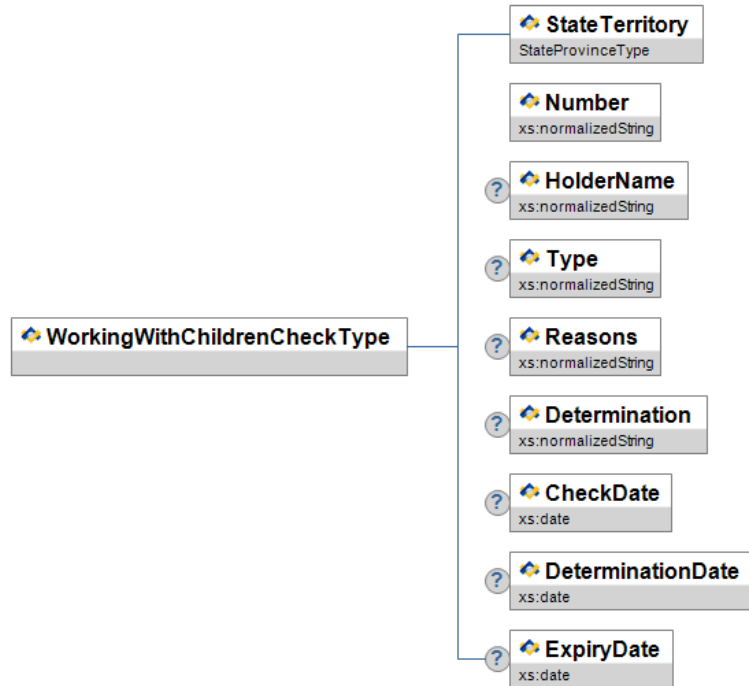 StateTerritory
StateProvinceType
Number
xs:normalizedString
? HolderName
xs:normalizedString
? Type
xs:normalizedString
WorkingWithChildrenCheckType
? Reasons
xs:normalizedString
? Determination
xs:normalizedString
? CheckDate
xs:date
? DeterminationDate
xs:date
? ExpiryDate
xs:date